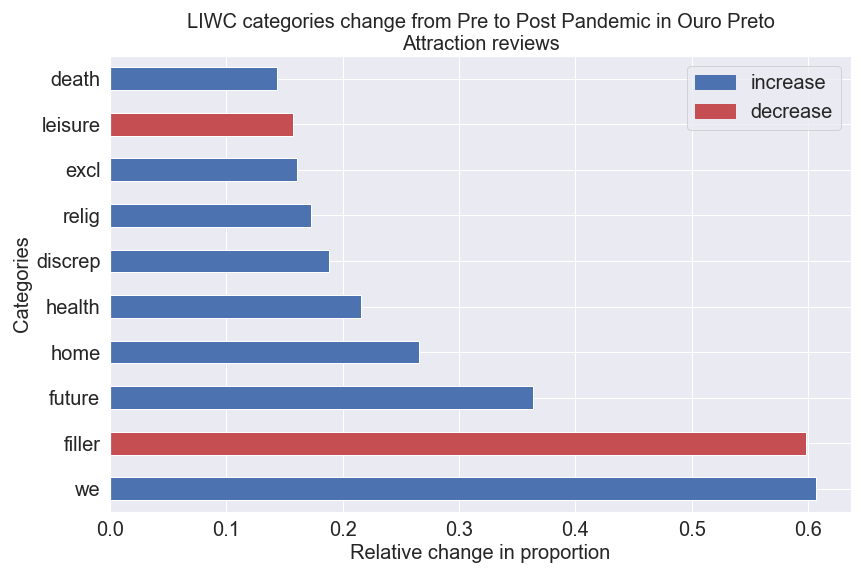 LIWC categories change from Pre to Post Pandemic in Ouro Preto
Attraction reviews
increase
decrease
Categories
death
leisure
excl
relig
discrep
health
home
future
filler
we
0.0 0.1 0.2 0.3 0.4 0.5 0.6
Relative change in proportion